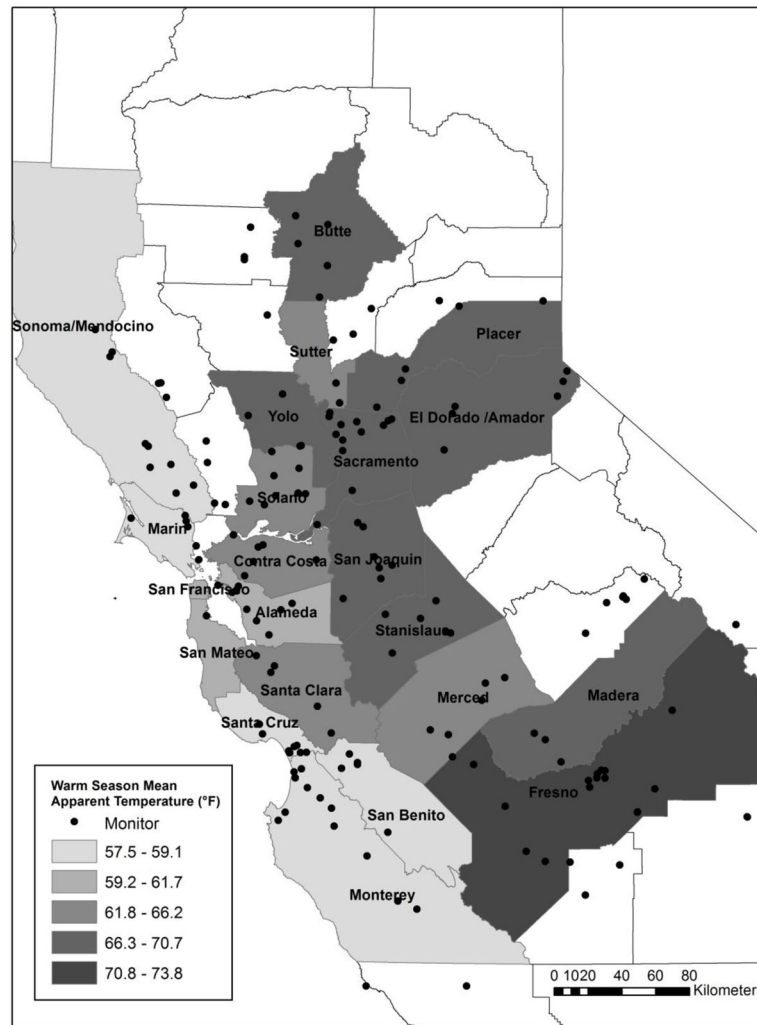 Butte
Sonoma/Mendocino
Placer
Sutter
Yolo
El Dorado /Amador
Sacramento
Solano
Marin
Contra Costa
San Joaquin
San Francisco
Alameda
Stanislaus
San Mateo
Santa Clara
Merced
Madera
Santa Cruz
Fresno
San Benito
Monterey
Warm Season Mean
Apparent Temperature (°F)
Monitor
57.5 - 59.1
59.2 - 61.7
61.8 - 66.2
66.3 - 70.7
70.8 - 73.8
0 10 20 40 60 80
Kilometer